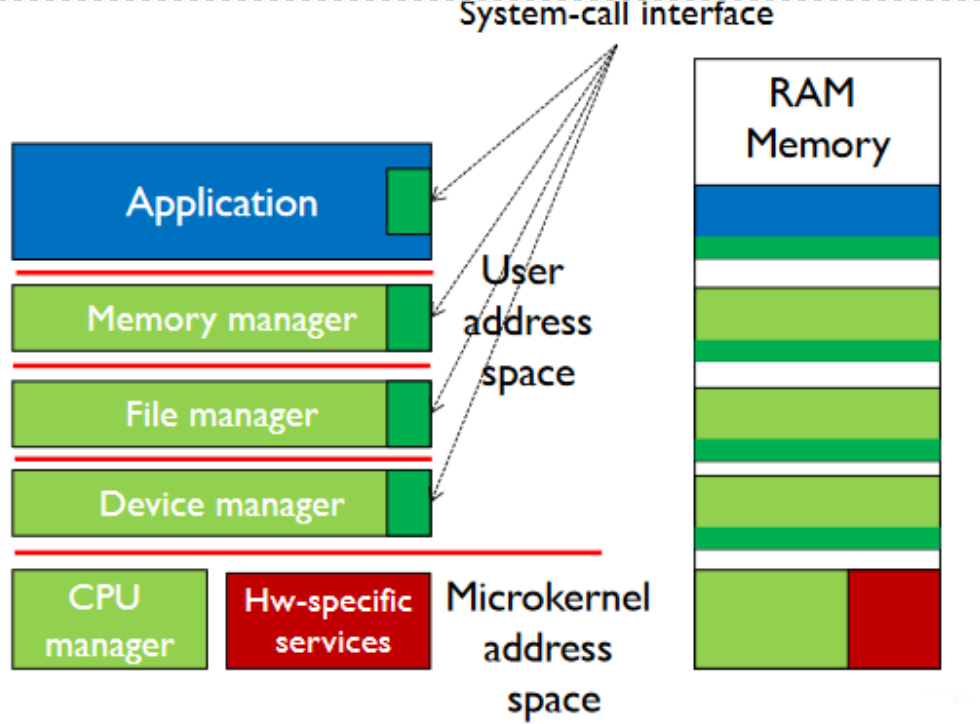 System-call interface
RAM
Memory
Application
User
address
space
Memory manager
File manager
Device manager
CPU
manager
Hw-specific
services
Microkernel
address
space